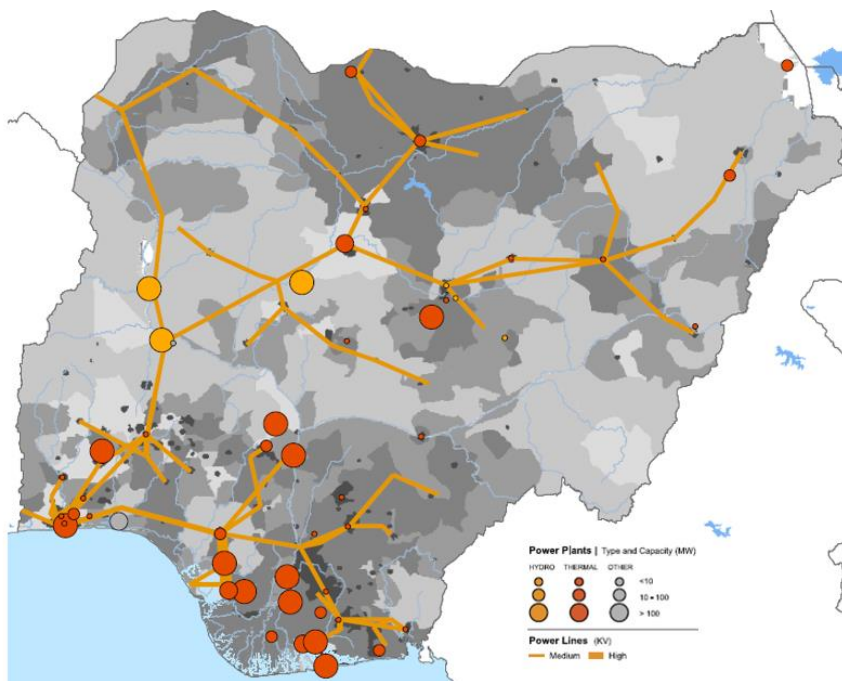 Power Plants | Type and Capacity (MW)
HYDRO THERMAL OTHER
<10
10 • 100
> 100
Power Lines (KV)
Medium High